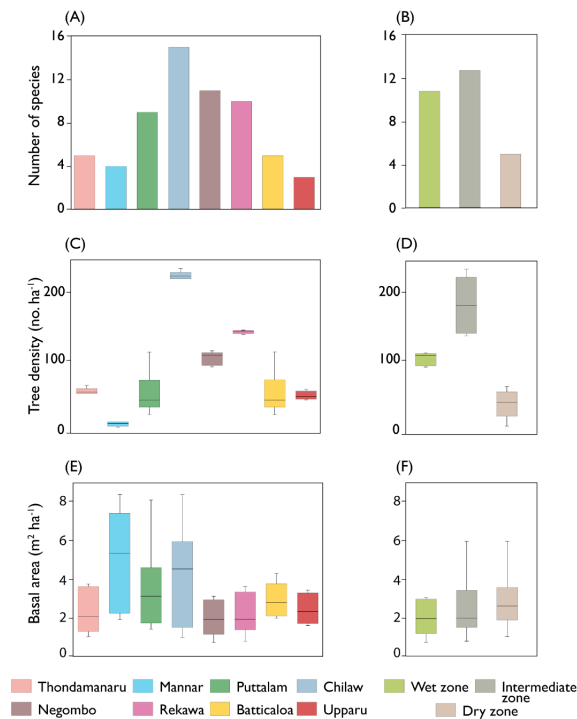 (A)
(B)
16
12
8
4
0
Number of species
16
12
8
4
0
(C)
(D)
200
100
0
Tree density (no. ha⁻¹)
200
100
0
(E)
(F)
8
6
4
2
0
Basal area (m² ha⁻¹)
8
6
4
2
0
Thondamanaru
Mannar
Puttalam
Chilaw
Wet zone
Intermediate
zone
Negombo
Rekawa
Batticaloa
Upparu
Dry zone